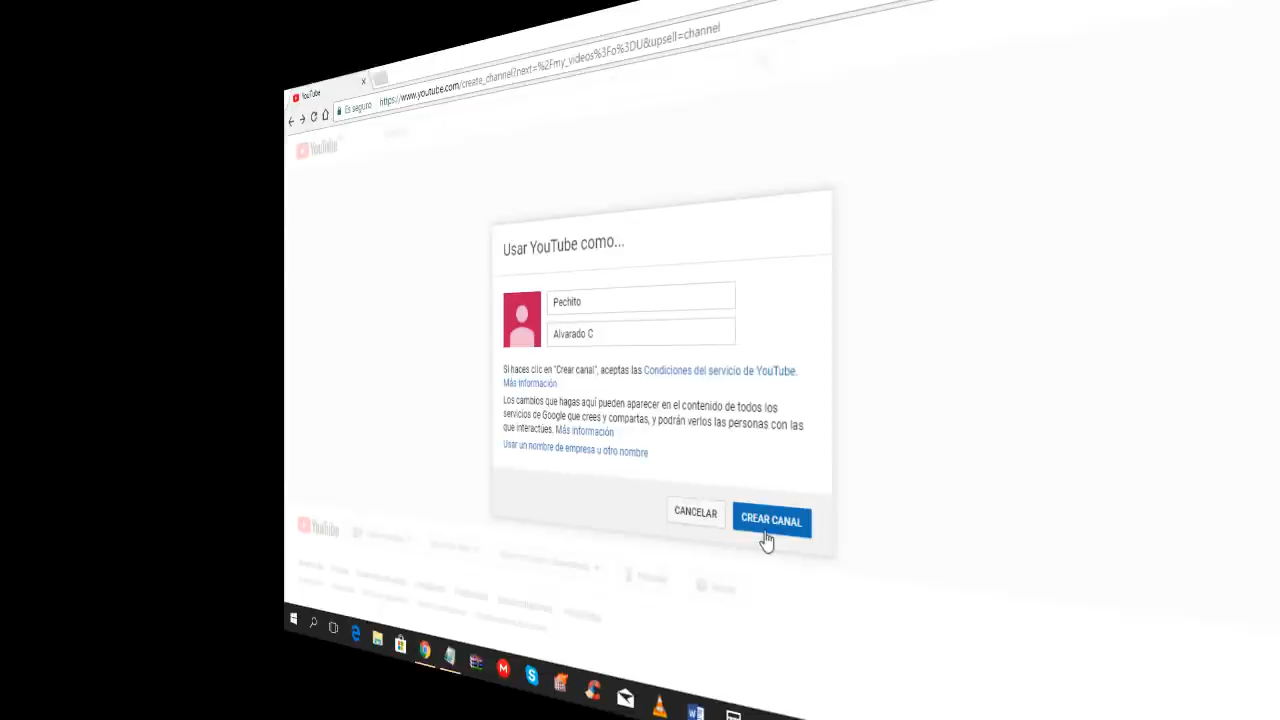 YouTube
Es seguro https://www.youtube.com/create_channel?next=%2Fmy_videos%3Fo%3DU&upsell=channel
YouTube
Usar YouTube como...
Pechito
Alvarado C
Si haces clic en "Crear canal", aceptas las Condiciones del servicio de YouTube.
Más información
Los cambios que hagas aquí pueden aparecer en el contenido de todos los
servicios de Google que crees y compartas, y podrán verlos las personas con las
que interactúes. Más información
Usar un nombre de empresa u otro nombre
CANCELAR
CREAR CANAL
YouTube